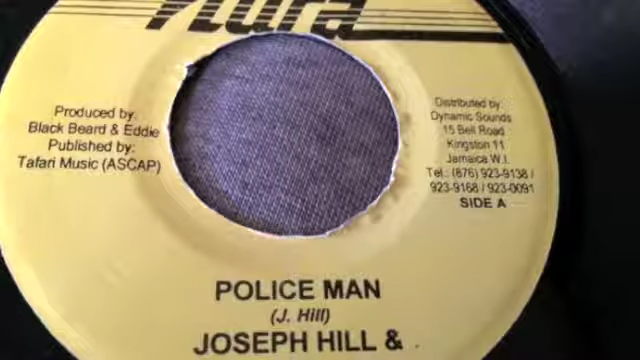 Produced by:
Black Beard & Eddie
Published by:
Tafari Music (ASCAP)
Distributed by:
Dynamic Sounds
15 Bell Road
Kingston 11
Jamaica W.I.
Tel.: (876) 923-9138 /
923-9168 / 923-0091
SIDE A
POLICE MAN
(J. Hill)
JOSEPH HILL &